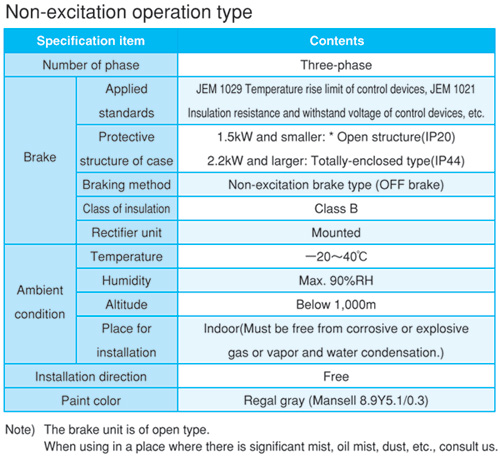 Non-excitation operation type
Specification item Contents
Number of phase Three-phase
Brake
Applied standards
JEM 1029 Temperature rise limit of control devices, JEM 1021
Insulation resistance and withstand voltage of control devices, etc.
Protective structure of case
1.5kW and smaller: * Open structure(IP20)
2.2kW and larger: Totally-enclosed type(IP44)
Braking method Non-excitation brake type (OFF brake)
Class of insulation Class B
Rectifier unit Mounted
Ambient condition
Temperature －20～40℃
Humidity Max. 90%RH
Altitude Below 1,000m
Place for installation
Indoor(Must be free from corrosive or explosive
gas or vapor and water condensation.)
Installation direction Free
Paint color Regal gray (Mansell 8.9Y5.1/0.3)
Note) The brake unit is of open type.
When using in a place where there is significant mist, oil mist, dust, etc., consult us.